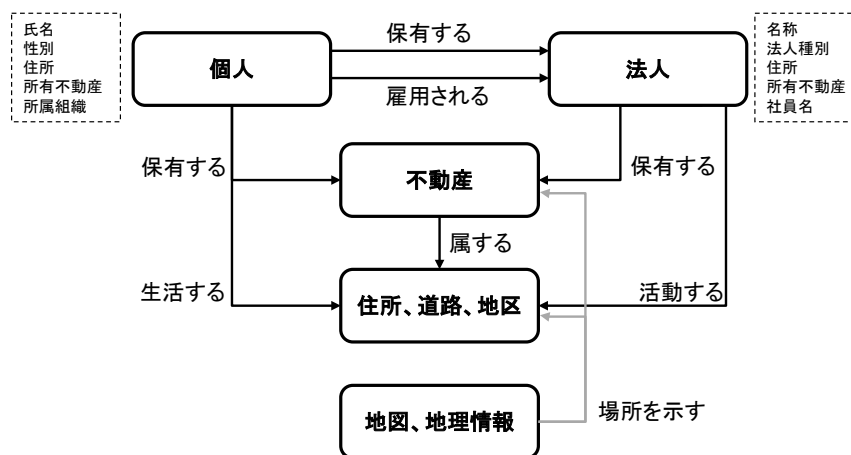 氏名
性別
住所
所有不動産
所属組織
個人
保有する
雇用される
法人
名称
法人種別
住所
所有不動産
社員名
保有する
不動産
保有する
属する
生活する
住所、道路、地区
活動する
地図、地理情報
場所を示す